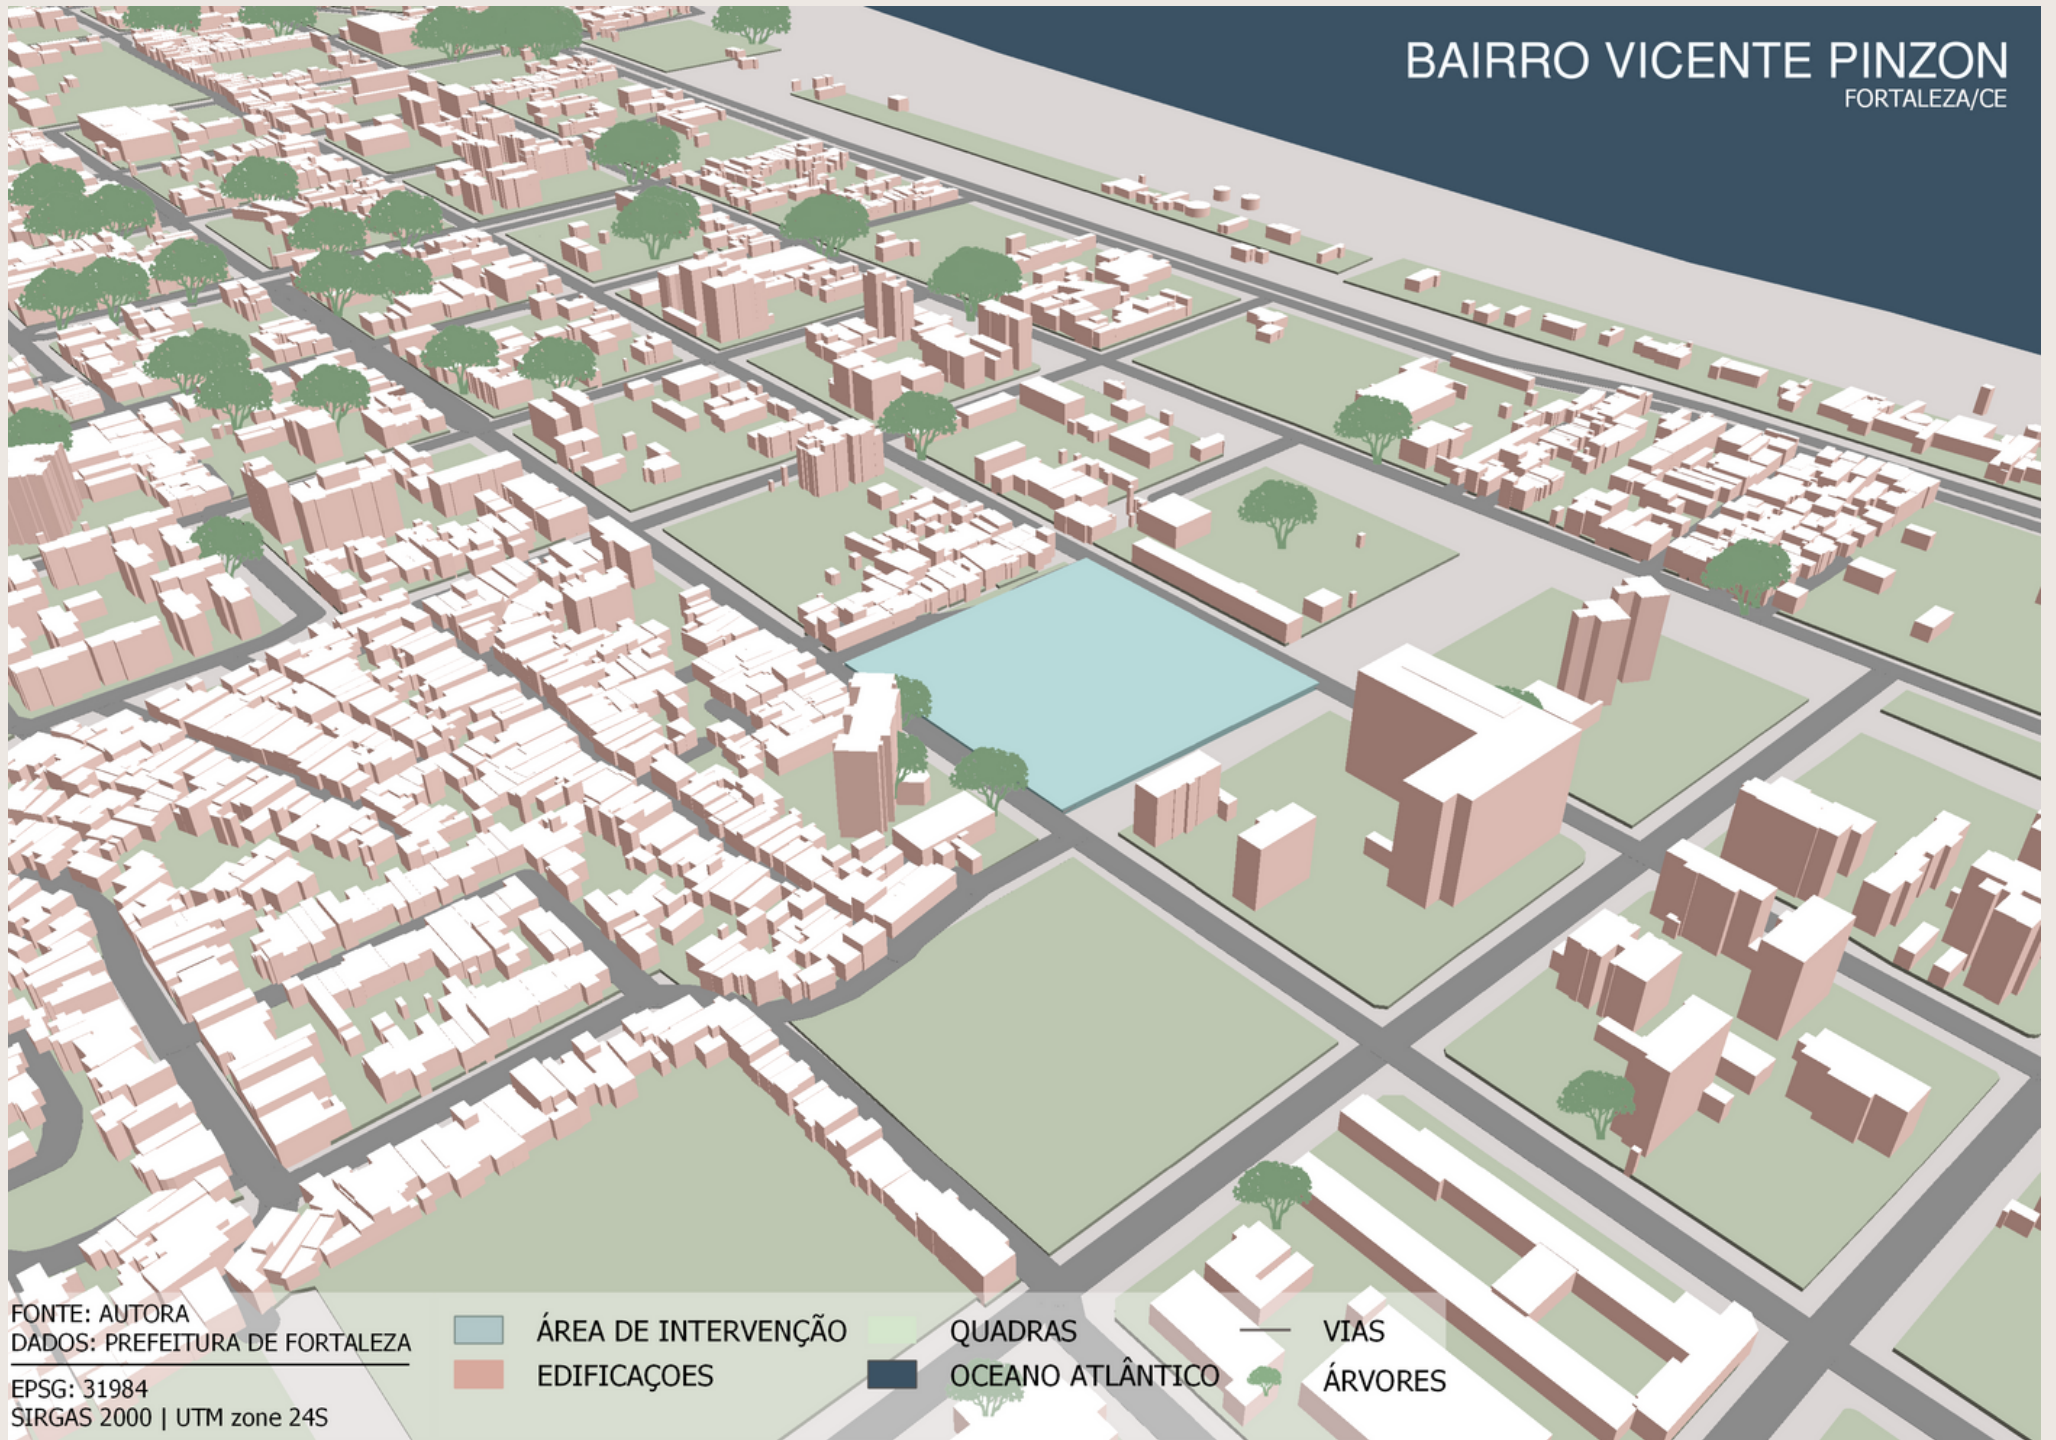 BAIRRO VICENTE PINZON
FORTALEZA/CE
FONTE: AUTORA
DADOS: PREFEITURA DE FORTALEZA
EPSG: 31984
SIRGAS 2000 | UTM zone 24S
ÁREA DE INTERVENÇÃO
EDIFICAÇOES
QUADRAS
OCEANO ATLÂNTICO
VIAS
ÁRVORES